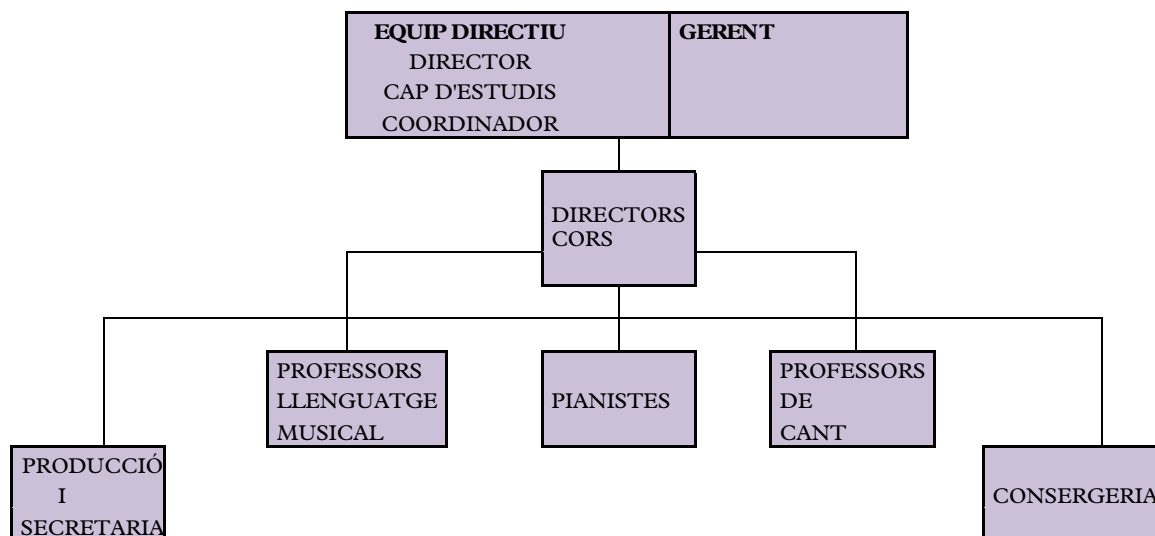 EQUIP DIRECTIU
DIRECTOR
CAP D'ESTUDIS
COORDINADOR
GERENT
DIRECTORS
CORS
PROFESSORS
LLENGUATGE
MUSICAL
PIANISTES
PROFESSORS
DE
CANT
PRODUCCIÓ
I
SECRETARIA
CONSERGERIA